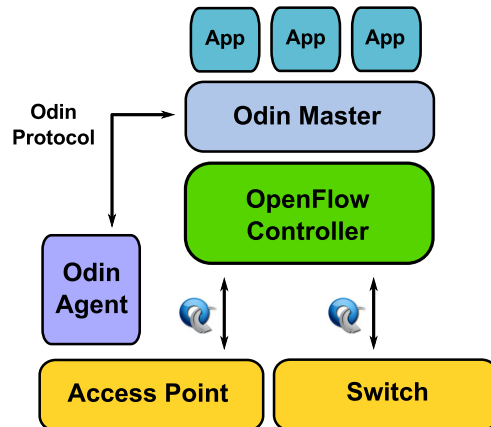 App
App
App
Odin
Protocol
Odin Master
OpenFlow
Controller
Odin
Agent
Access Point
Switch